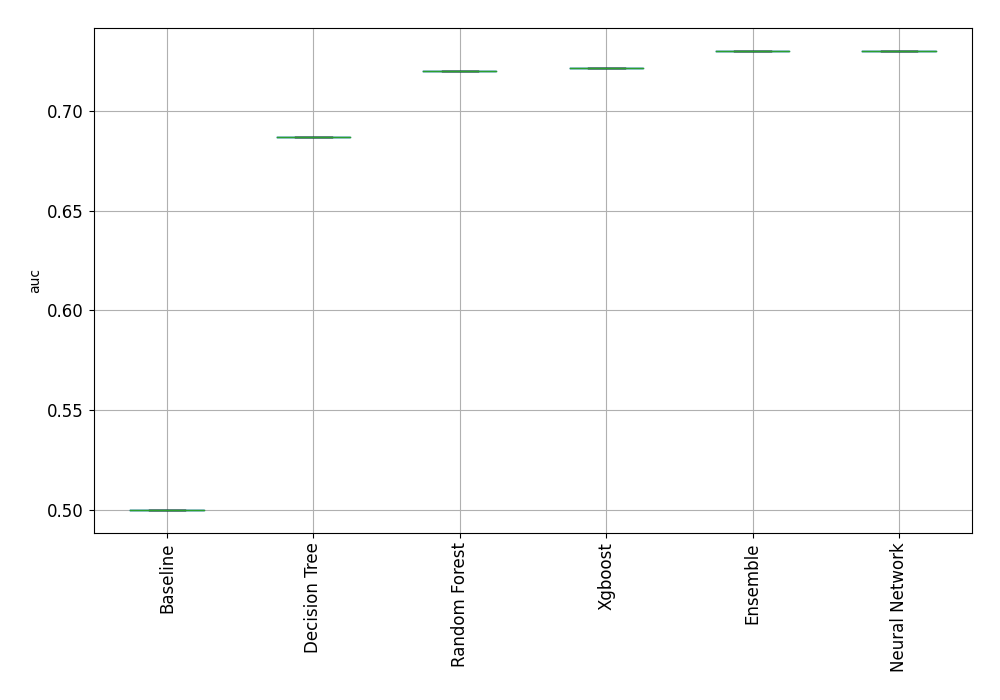 0.70
0.65
0.60
0.55
0.50
auc
Baseline
Decision Tree
Random Forest
Xgboost
Ensemble
Neural Network